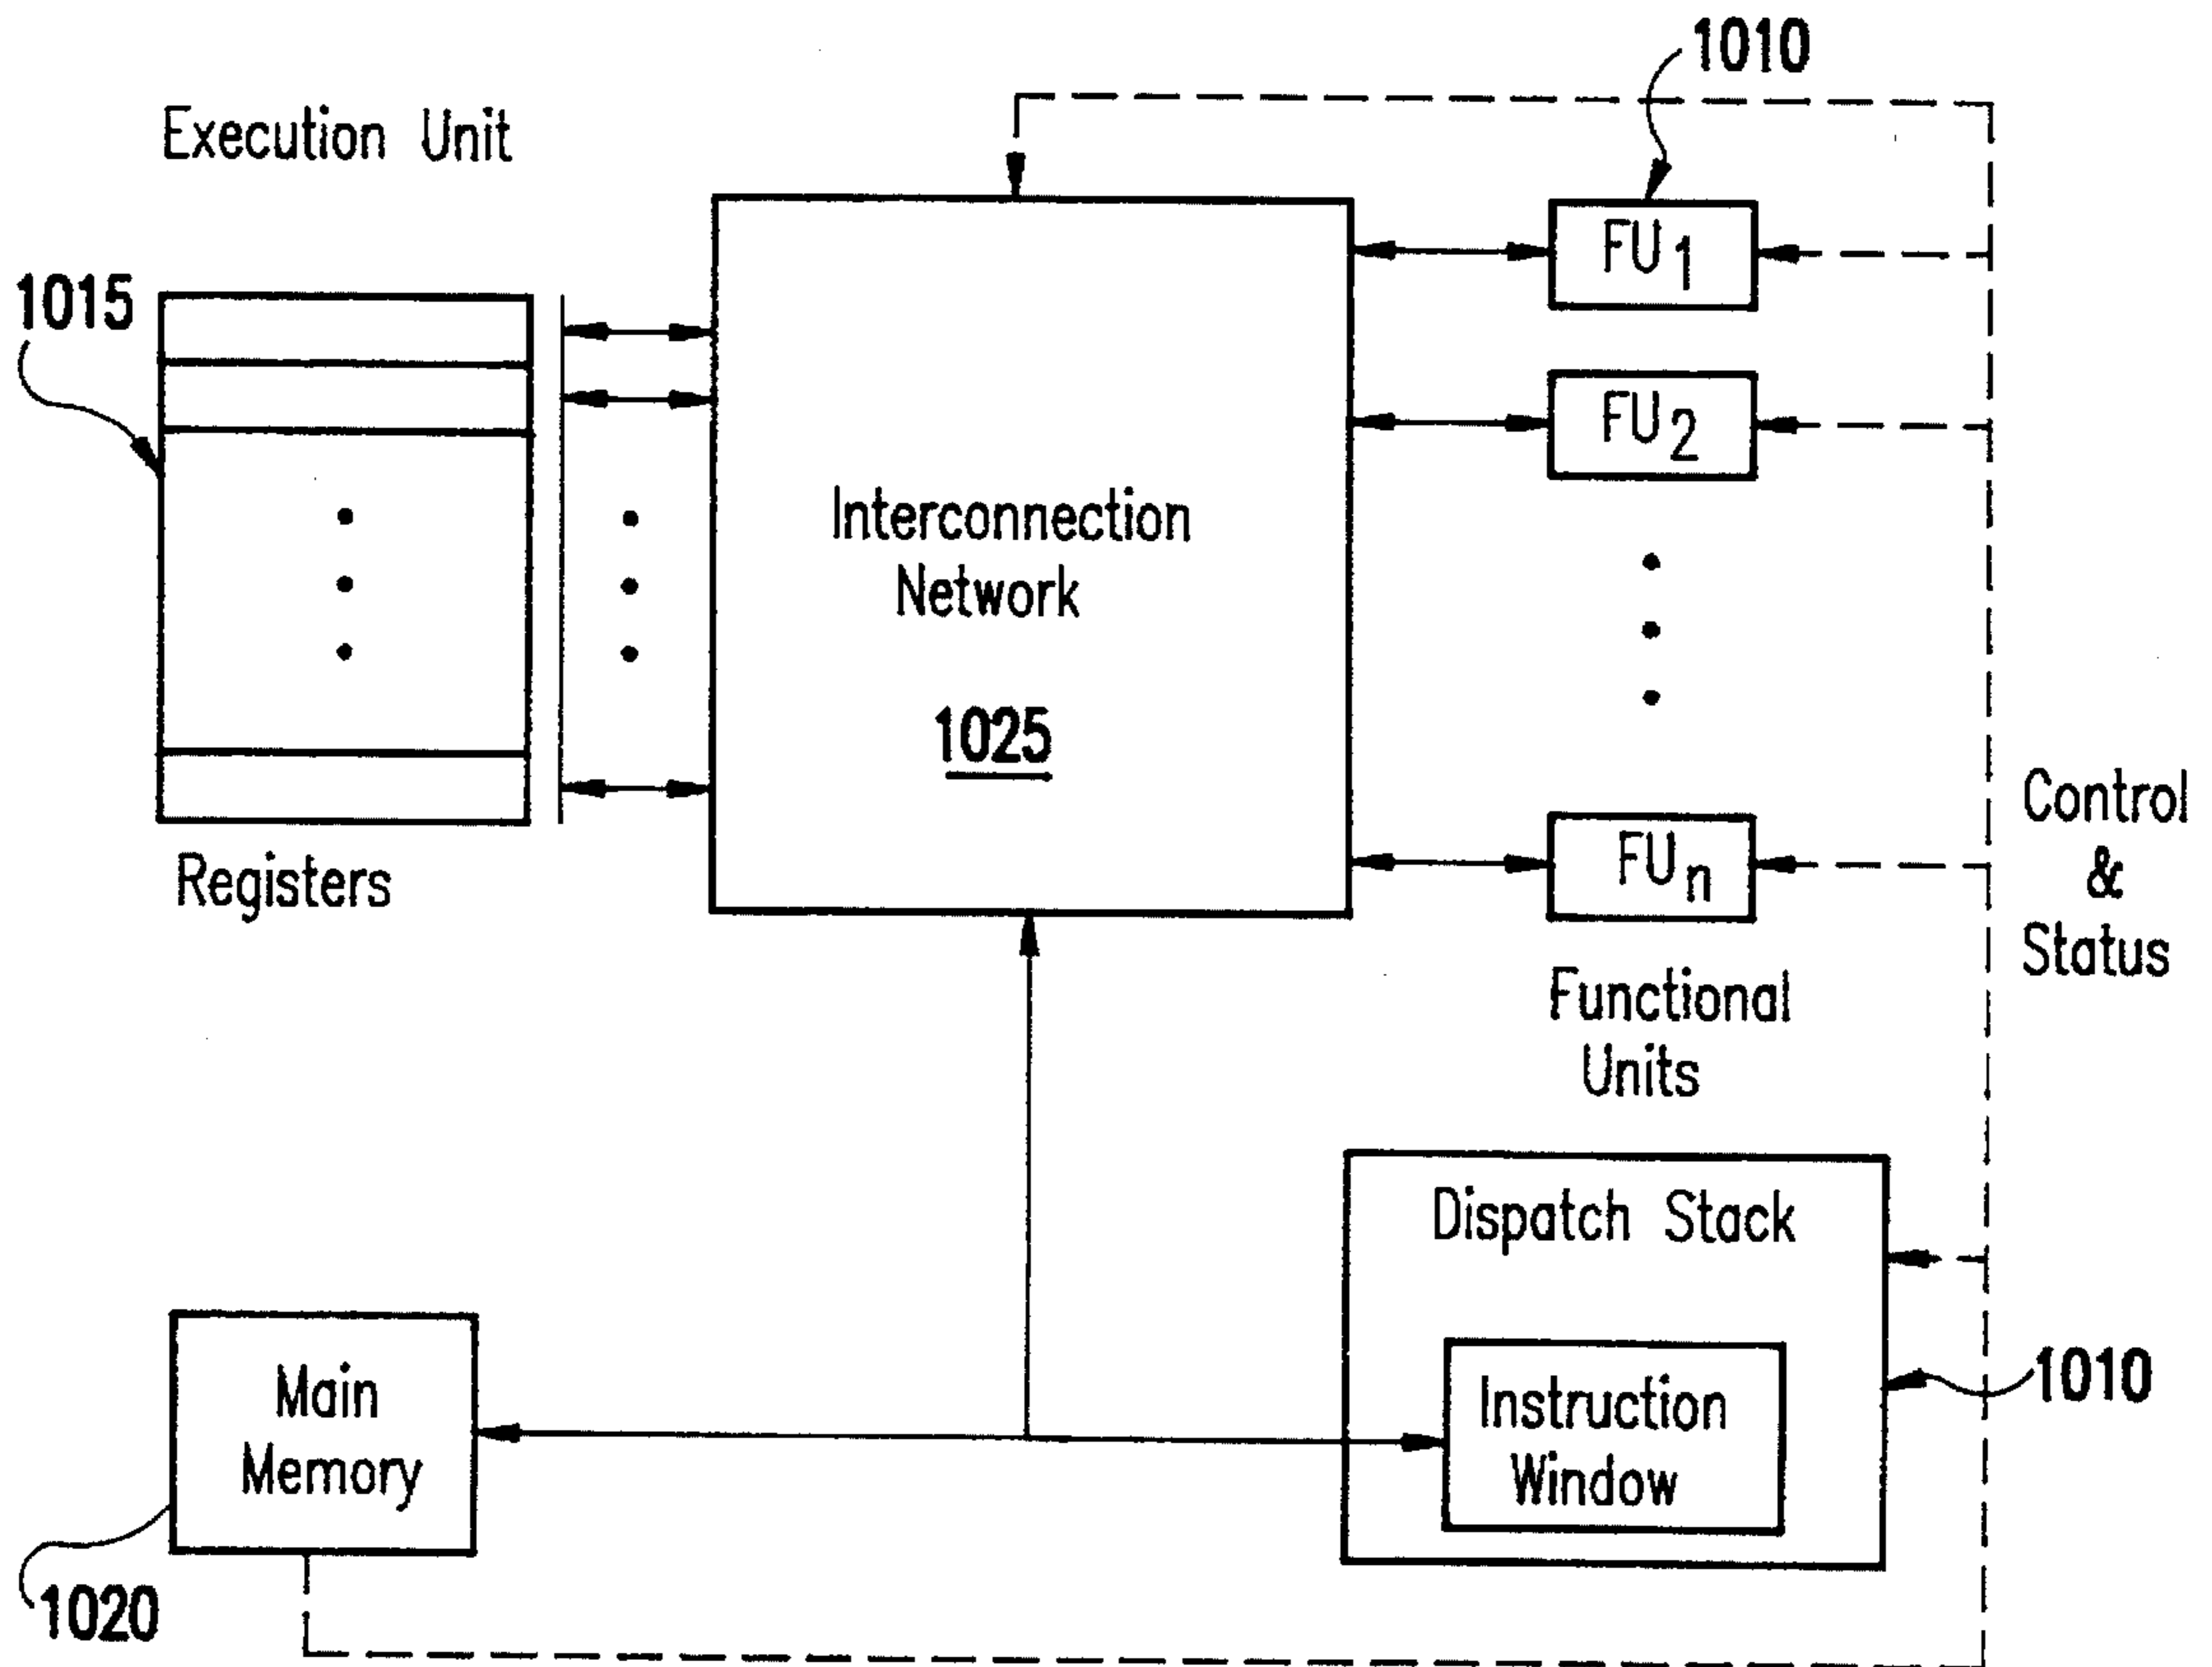 1010
Execution Unit
1015
FU1
FU2
Interconnection
Network
1025
Registers
FUn
Control
&
Status
Functional
Units
Dispatch Stack
Instruction
Window
1010
Main
Memory
1020